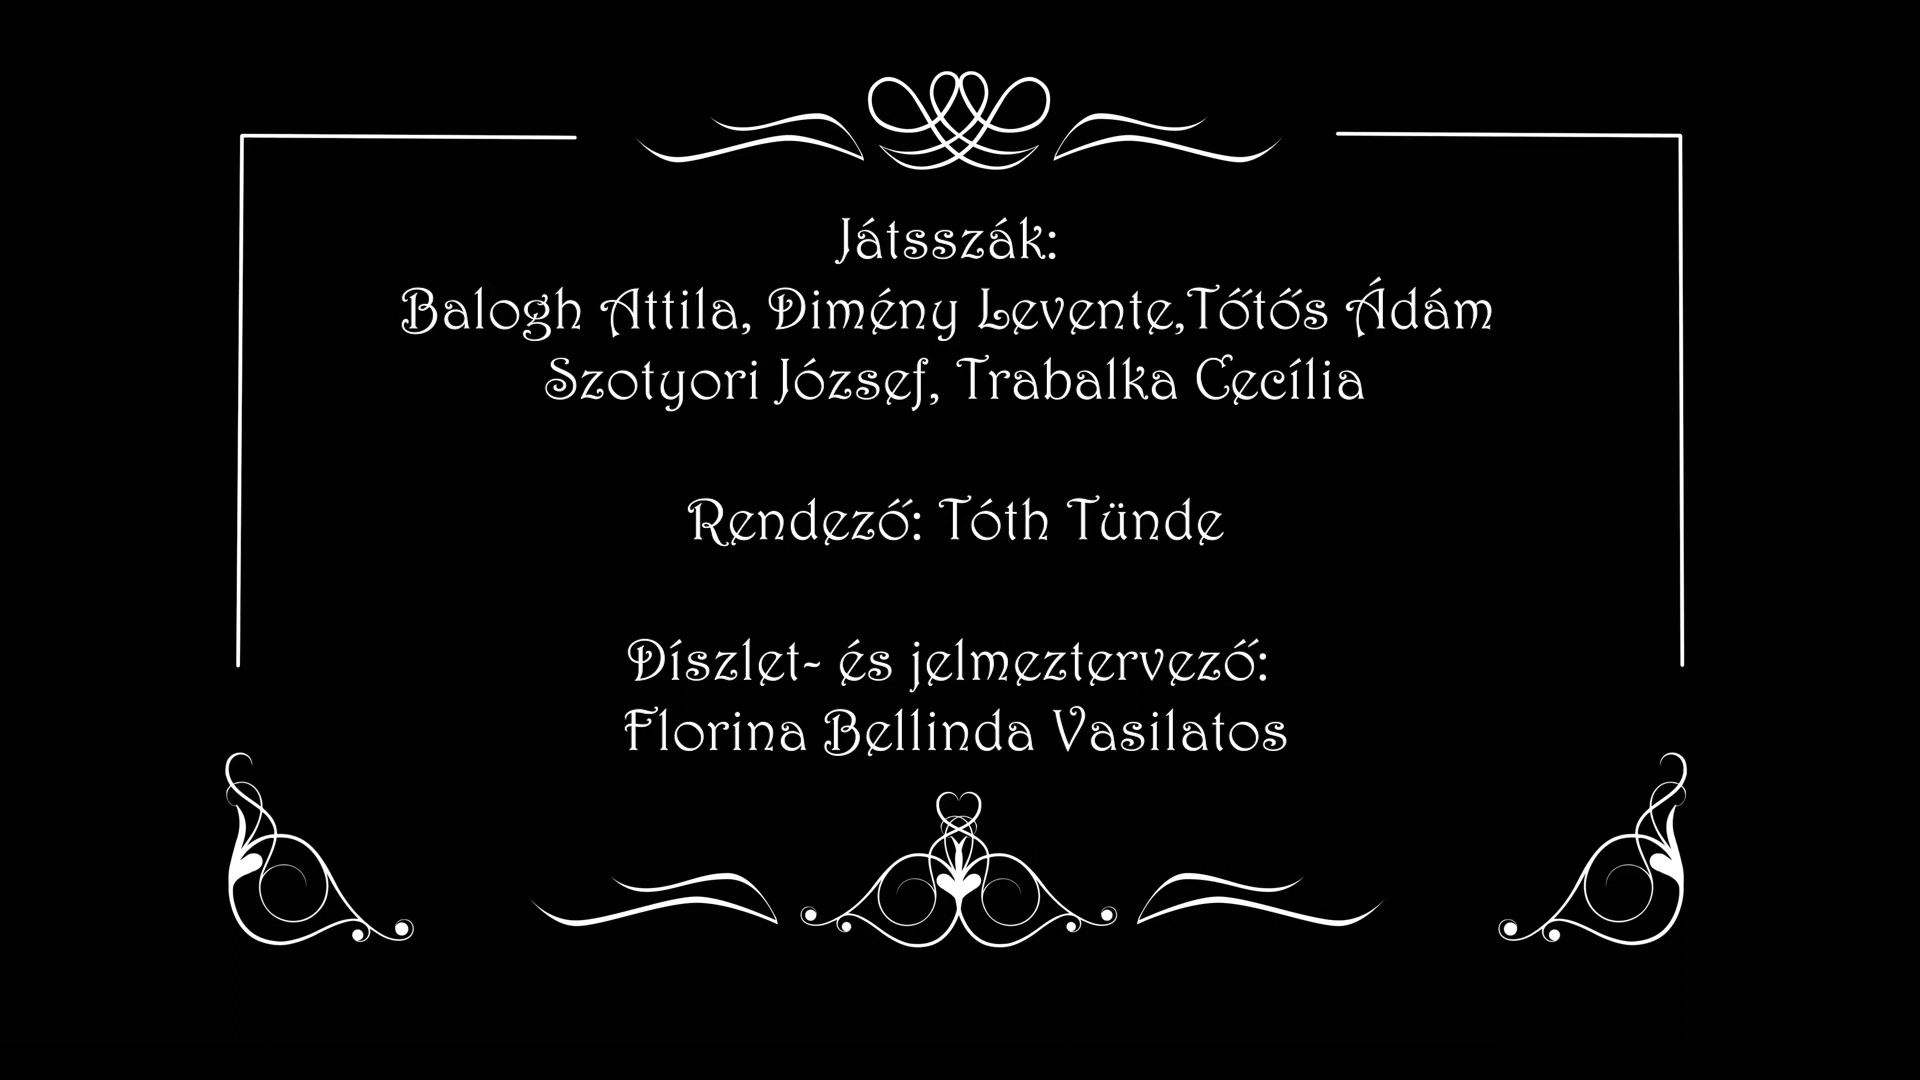 Játsszák:
Balogh Attila, Dimény Levente,Tőtős Ádám
Szotyori József, Trabalka Cecília
Rendező: Tóth Tünde
Díszlet- és jelmeztervező:
Florina Bellinda Vasilatos